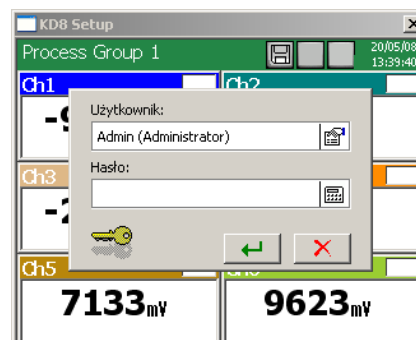 KD8 Setup
Process Group 1
20/05/08
13:39:40
Ch1
Ch2
Użytkownik:
Admin (Administrator)
Hasło:
Ch3
Ch5
7133mV
9623mV